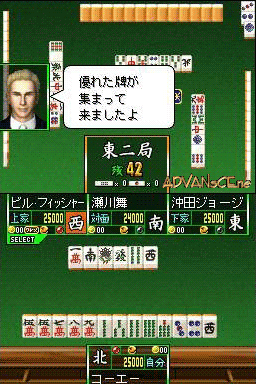 優れた牌が
集まって
来ましたよ
東二局
残 42
× 0 × 0
ADVANsCEne
ビル・フィッシャー 瀬川舞 沖田ジョージ
上家 25000 西 対面 24000 南 下家 25000 東
SELECT
北 00
25000 自分
コーエー